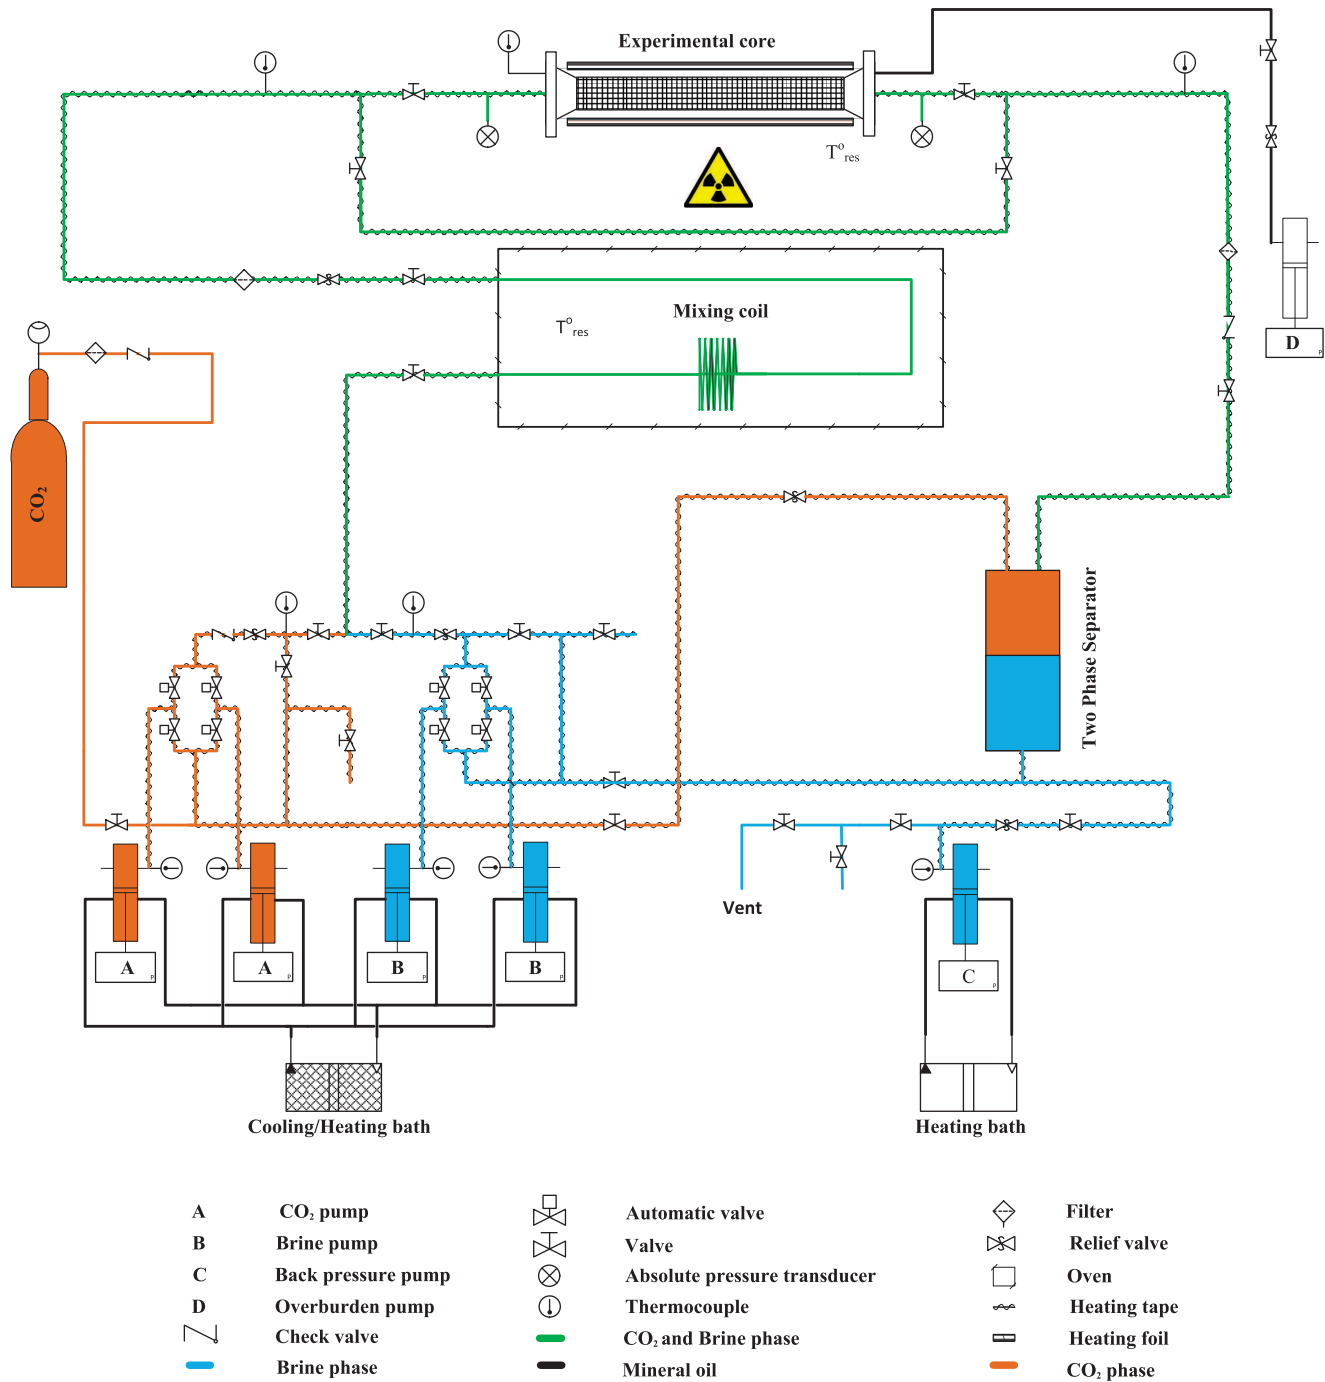 Experimental core
T°res
D
P
Mixing coil
T°res
CO₂
Two Phase Separator
Vent
A
P
A
P
B
P
B
P
C
P
Cooling/Heating bath
Heating bath
A CO₂ pump
Automatic valve
Filter
B Brine pump
Valve
Relief valve
C Back pressure pump
Absolute pressure transducer
Oven
D Overburden pump
Thermocouple
Heating tape
Check valve
CO₂ and Brine phase
Heating foil
Brine phase
Mineral oil
CO₂ phase